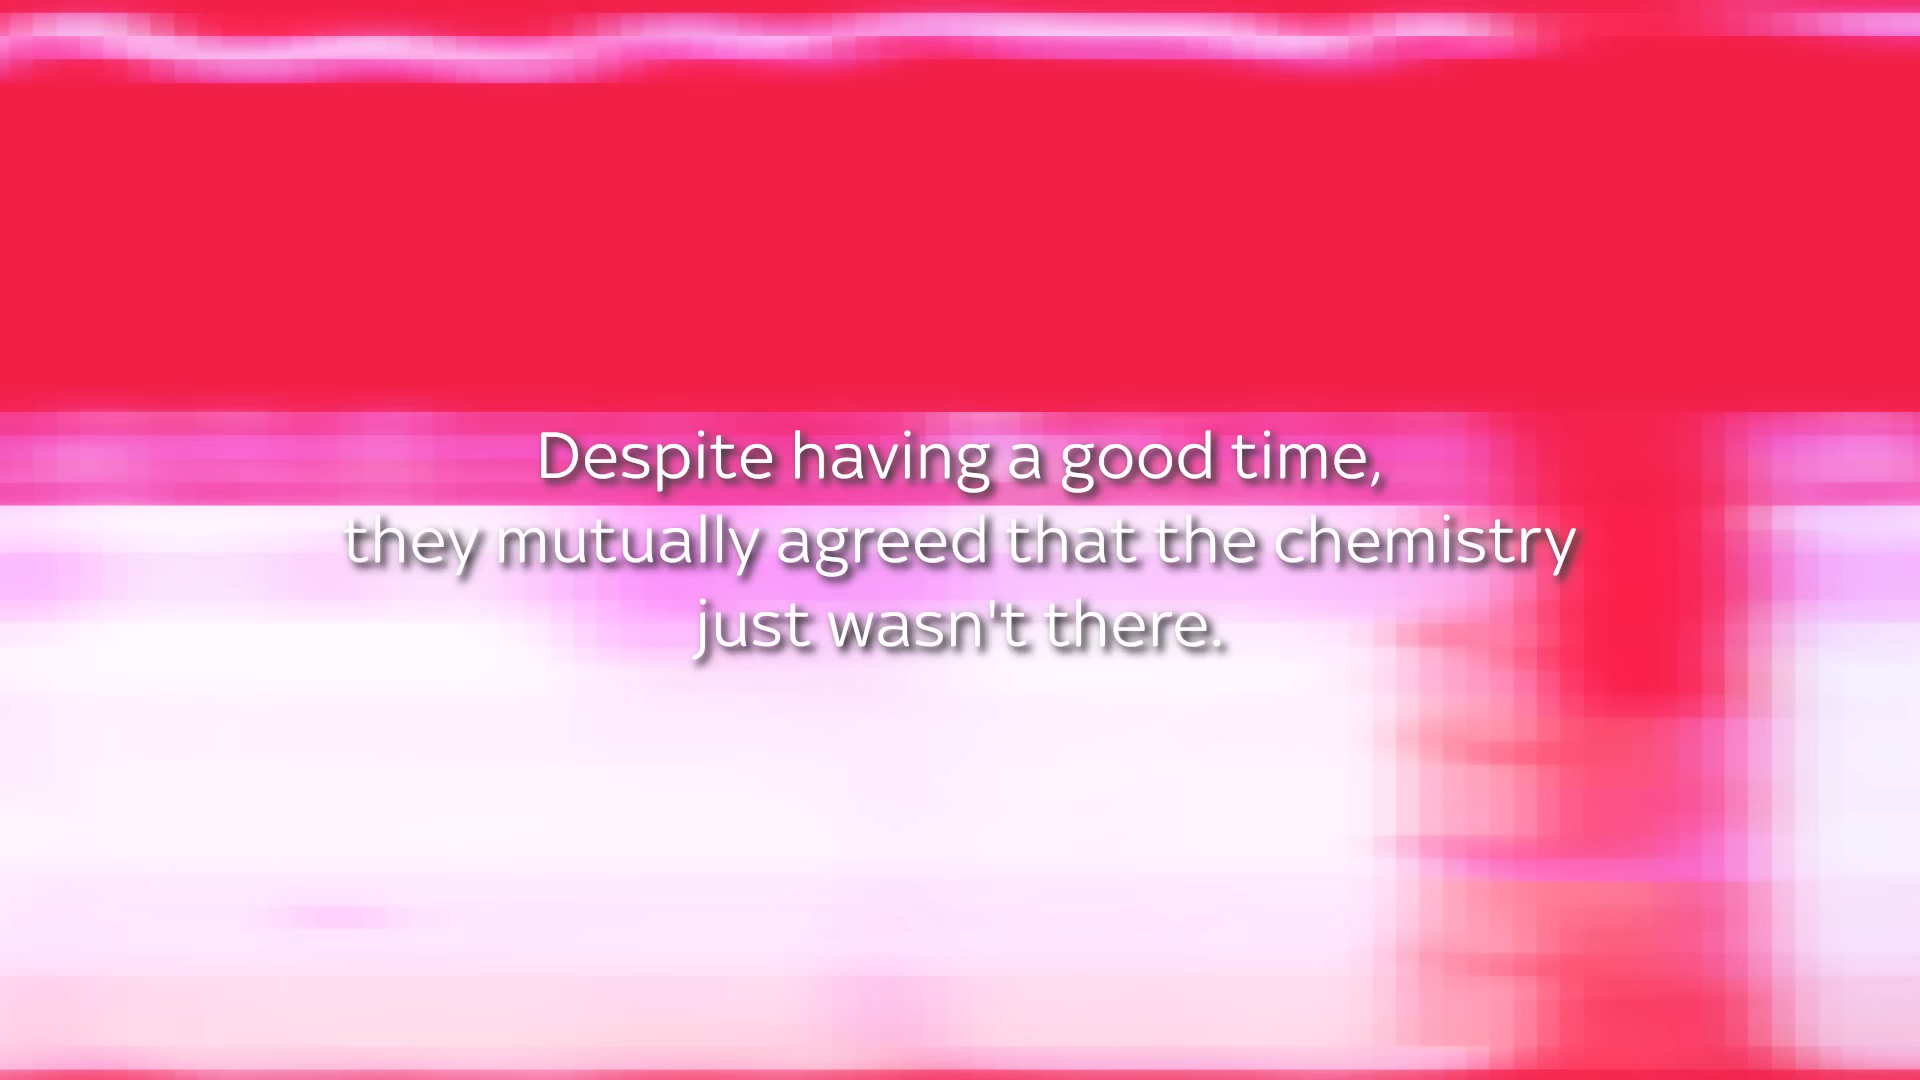 Despite having a good time,
they mutually agreed that the chemistry
just wasn't there.